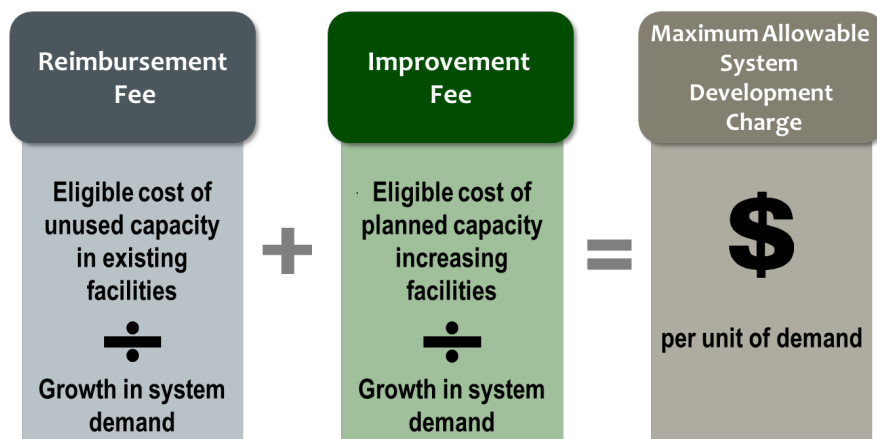 Reimbursement
Fee
Eligible cost of
unused capacity
in existing
facilities
÷
Growth in system
demand
+
Improvement
Fee
Eligible cost of
planned capacity
increasing
facilities
÷
Growth in system
demand
=
Maximum Allowable
System
Development
Charge
$
per unit of demand